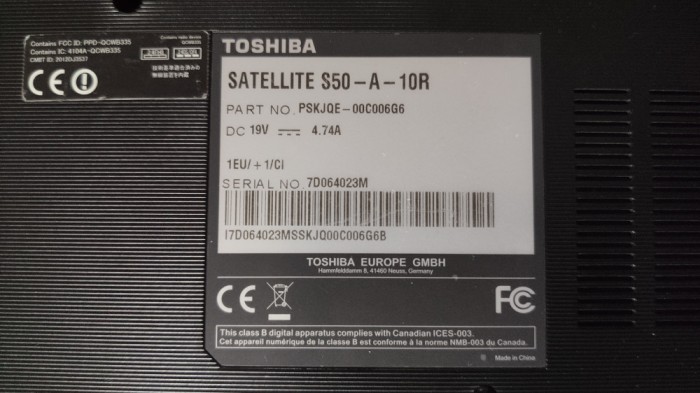 Contains FCC ID: PPD-QCWB335
Contains IC: 4104A-QCWB335
TOSHIBA
SATELLITE S50-A-10R
PART NO. PSKJQE-00C006G6
DC 19V 4.74A
1EU/+1/CI
SERIAL NO. 7D064023M
I7D064023MSSKJQ00C006G6B
TOSHIBA EUROPE GMBH
Hammfelddamm 8, 41460 Neuss, Germany
CE
FC
This class B digital apparatus complies with Canadian ICES-003.
Cet appareil numérique de la classe B est conforme à la norme NMB-003 du Canada.
Made in China